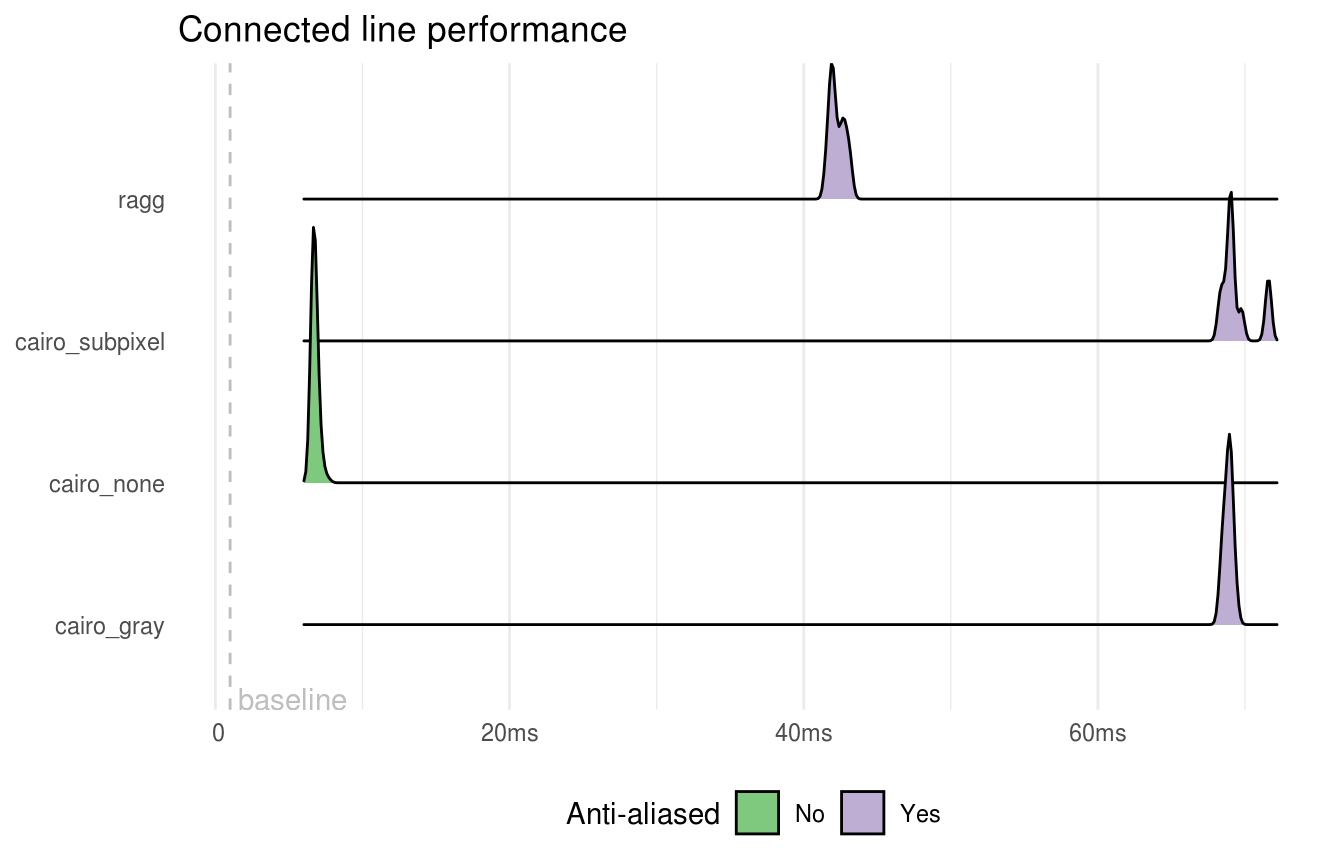 Connected line performance
ragg
cairo_subpixel
cairo_none
cairo_gray
baseline
0 20ms 40ms 60ms
Anti-aliased No Yes